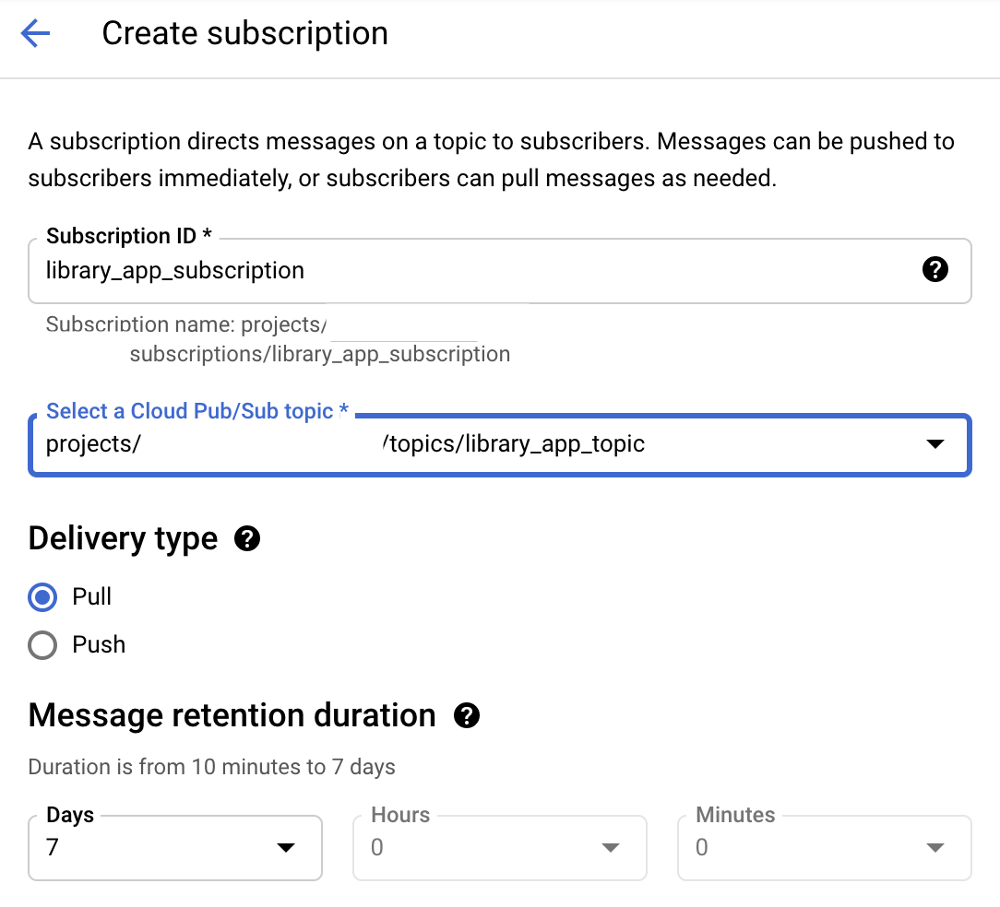 Create subscription
A subscription directs messages on a topic to subscribers. Messages can be pushed to
subscribers immediately, or subscribers can pull messages as needed.
Subscription ID *
library_app_subscription
Subscription name: projects/
subscriptions/library_app_subscription
Select a Cloud Pub/Sub topic *
projects/ /topics/library_app_topic
Delivery type
Pull
Push
Message retention duration
Duration is from 10 minutes to 7 days
Days Hours Minutes
7 0 0